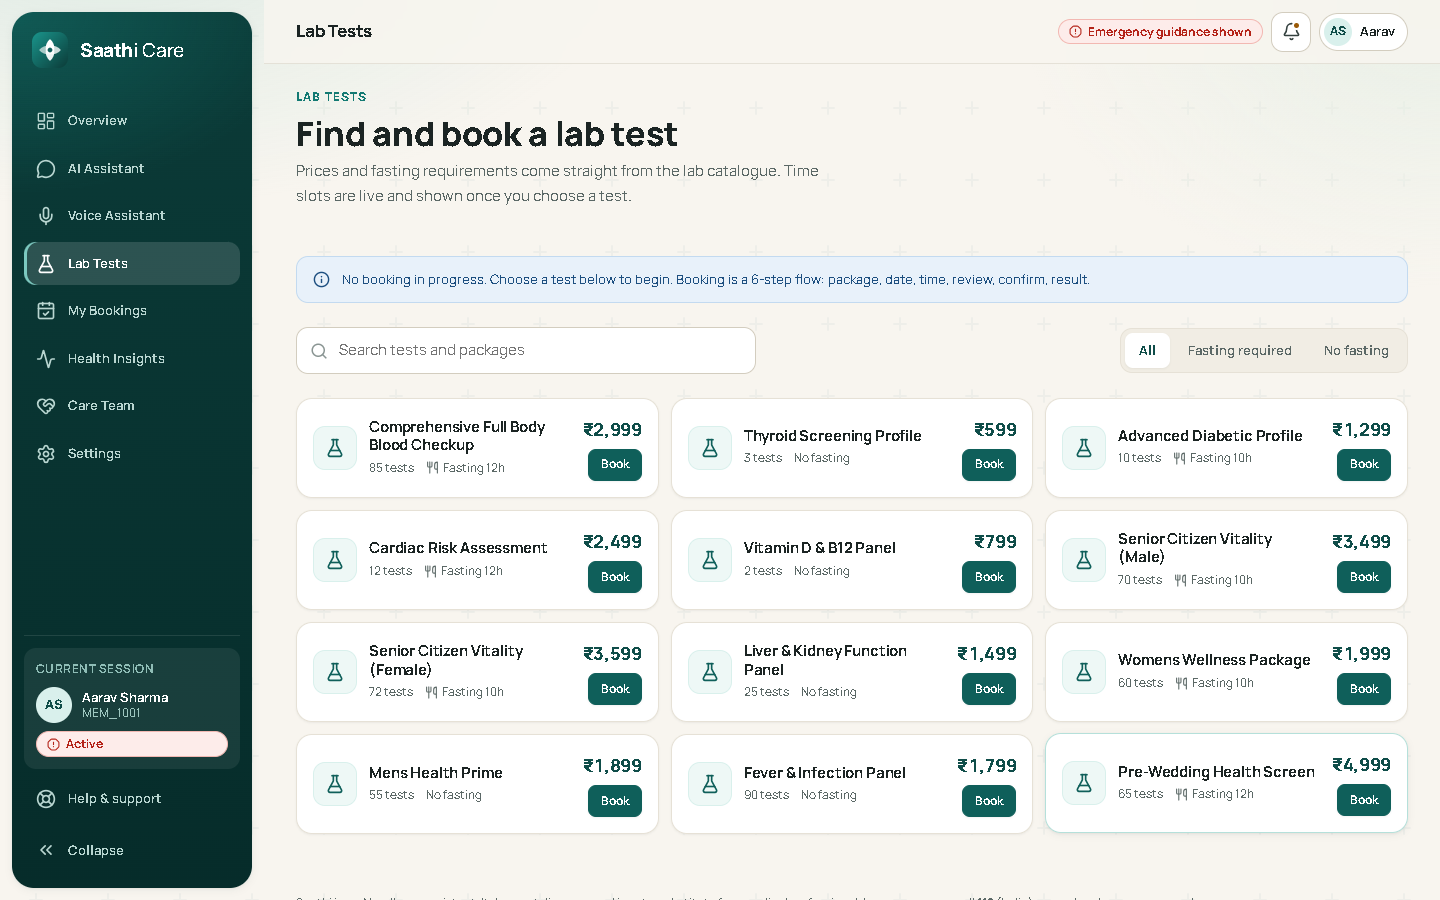 Saathi Care
Overview
AI Assistant
Voice Assistant
Lab Tests
My Bookings
Health Insights
Care Team
Settings
CURRENT SESSION
AS
Aarav Sharma
MEM_1001
Active
Help & support
Collapse
Lab Tests
Emergency guidance shown
AS
Aarav
LAB TESTS
Find and book a lab test
Prices and fasting requirements come straight from the lab catalogue. Time
slots are live and shown once you choose a test.
No booking in progress. Choose a test below to begin. Booking is a 6-step flow: package, date, time, review, confirm, result.
Search tests and packages
All
Fasting required
No fasting
Comprehensive Full Body
Blood Checkup
85 tests Fasting 12h
₹2,999
Book
Thyroid Screening Profile
3 tests No fasting
₹599
Book
Advanced Diabetic Profile
10 tests Fasting 10h
₹1,299
Book
Cardiac Risk Assessment
12 tests Fasting 12h
₹2,499
Book
Vitamin D & B12 Panel
2 tests No fasting
₹799
Book
Senior Citizen Vitality
(Male)
70 tests Fasting 10h
₹3,499
Book
Senior Citizen Vitality
(Female)
72 tests Fasting 10h
₹3,599
Book
Liver & Kidney Function
Panel
25 tests No fasting
₹1,499
Book
Womens Wellness Package
60 tests Fasting 10h
₹1,999
Book
Mens Health Prime
55 tests No fasting
₹1,899
Book
Fever & Infection Panel
90 tests No fasting
₹1,799
Book
Pre-Wedding Health Screen
65 tests Fasting 12h
₹4,999
Book